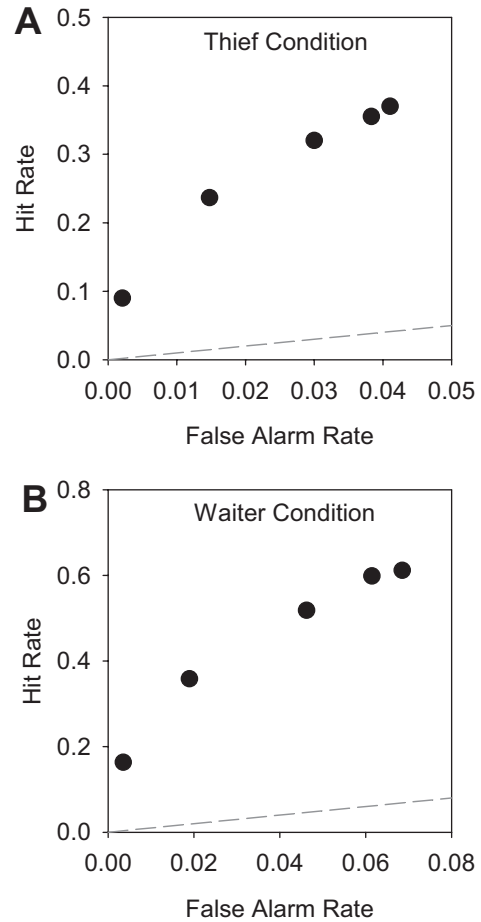 A
Thief Condition
0.5
0.4
0.3
0.2
0.1
0.0
Hit Rate
0.00 0.01 0.02 0.03 0.04 0.05
False Alarm Rate
B
Waiter Condition
0.8
0.6
0.4
0.2
0.0
Hit Rate
0.00 0.02 0.04 0.06 0.08
False Alarm Rate